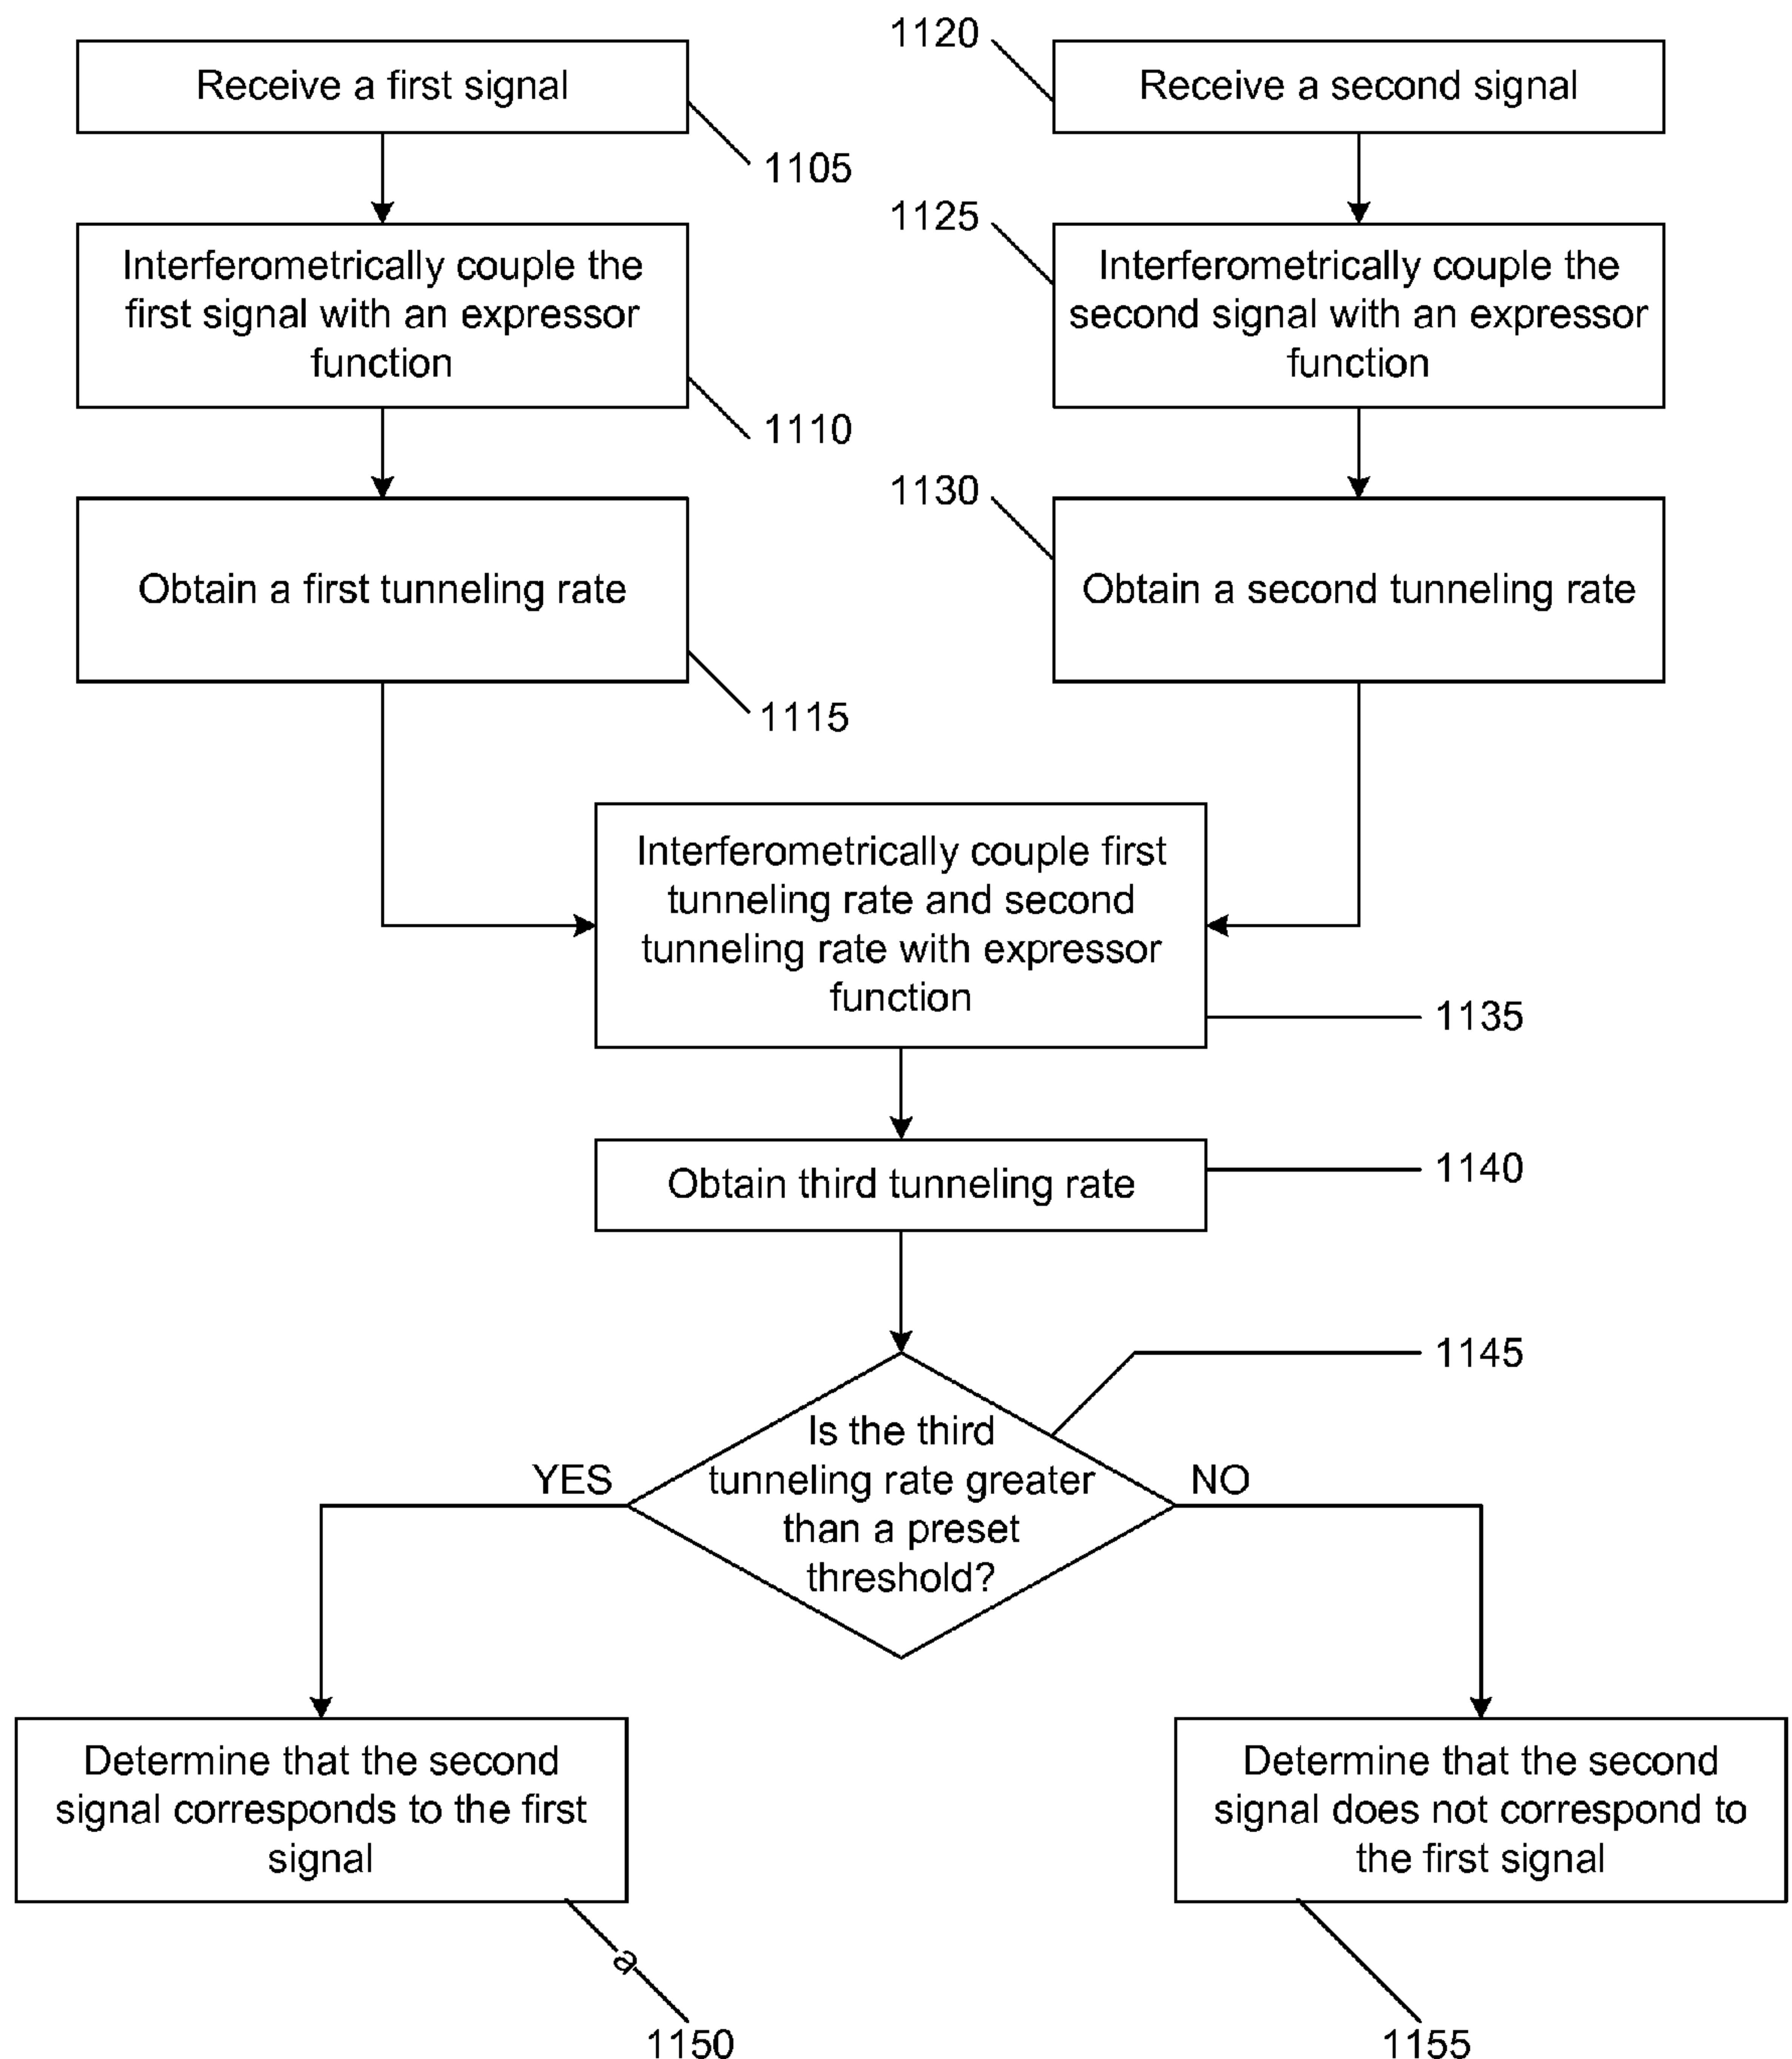 Receive a first signal
1105
Interferometrically couple the
first signal with an expressor
function
1110
Obtain a first tunneling rate
1115
1120
Receive a second signal
1125
Interferometrically couple the
second signal with an expressor
function
1130
Obtain a second tunneling rate
Interferometrically couple first
tunneling rate and second
tunneling rate with expressor
function
1135
Obtain third tunneling rate
1140
1145
Is the third
tunneling rate greater
than a preset
threshold?
YES
NO
Determine that the second
signal corresponds to the first
signal
a
1150
Determine that the second
signal does not correspond to
the first signal
1155